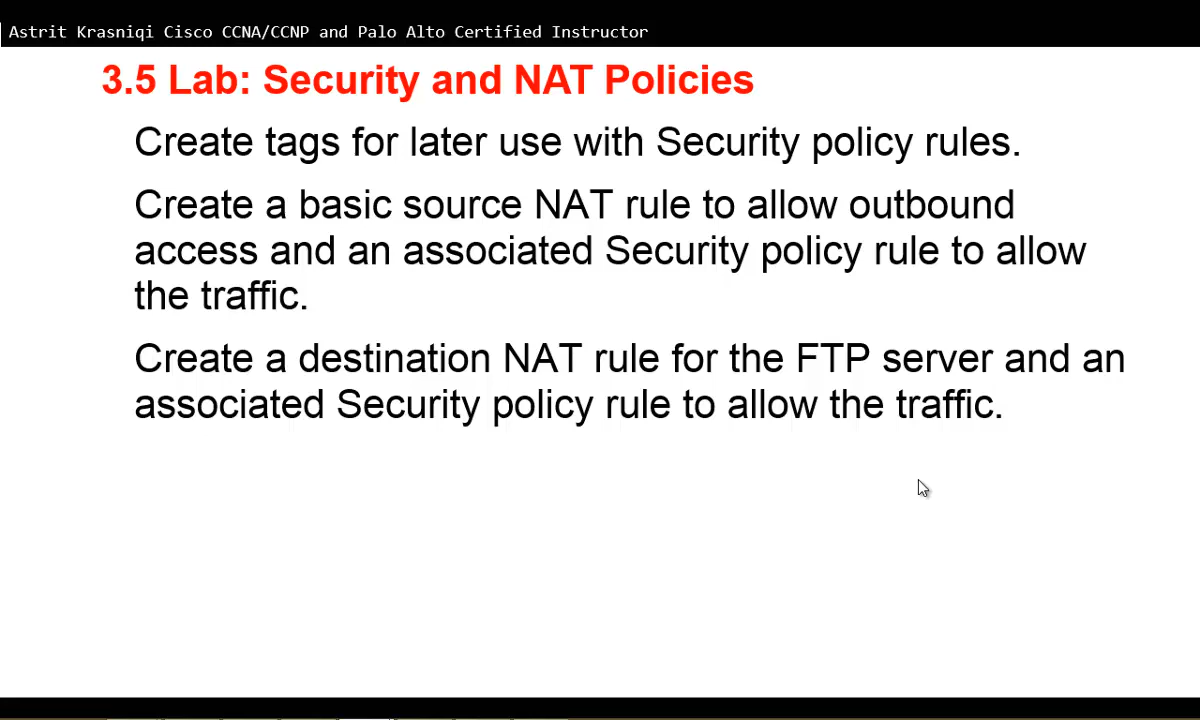 Astrit Krasniqi Cisco CCNA/CCNP and Palo Alto Certified Instructor
3.5 Lab: Security and NAT Policies
Create tags for later use with Security policy rules.
Create a basic source NAT rule to allow outbound
access and an associated Security policy rule to allow
the traffic.
Create a destination NAT rule for the FTP server and an
associated Security policy rule to allow the traffic.